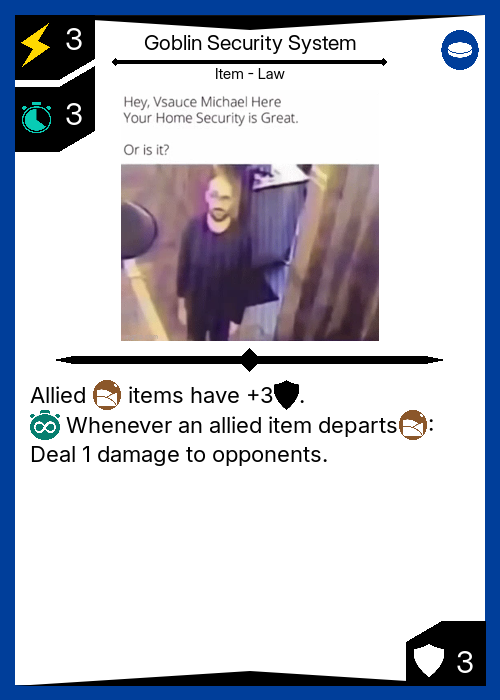 3
Goblin Security System
Item - Law
3
Hey, Vsauce Michael Here
Your Home Security is Great.
Or is it?
Allied items have +3.
Whenever an allied item departs:
Deal 1 damage to opponents.
3